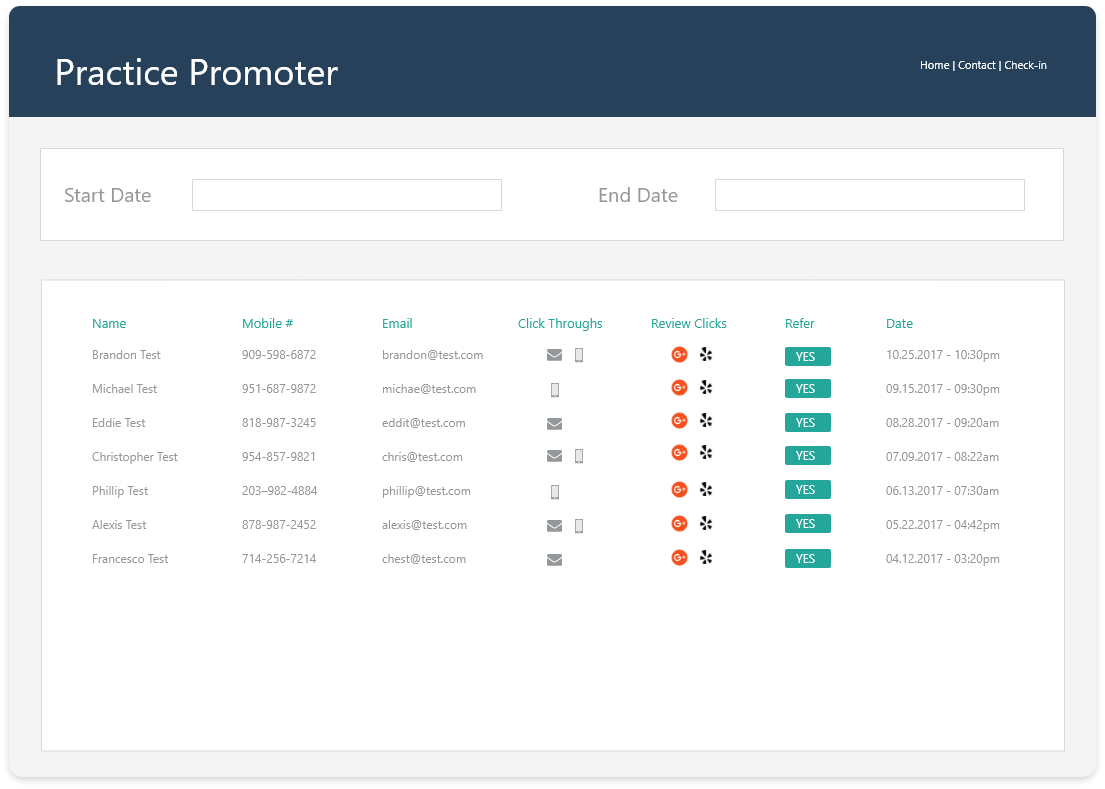 Practice Promoter
Home | Contact | Check-in
Start Date End Date
Name Mobile # Email Click Throughs Review Clicks Refer Date
Brandon Test 909-598-6872 brandon@test.com G+ YES 10.25.2017 - 10:30pm
Michael Test 951-687-9872 michae@test.com G+ YES 09.15.2017 - 09:30pm
Eddie Test 818-987-3245 eddit@test.com G+ YES 08.28.2017 - 09:20am
Christopher Test 954-857-9821 chris@test.com G+ YES 07.09.2017 - 08:22am
Phillip Test 203–982-4884 phillip@test.com G+ YES 06.13.2017 - 07:30am
Alexis Test 878-987-2452 alexis@test.com G+ YES 05.22.2017 - 04:42pm
Francesco Test 714-256-7214 chest@test.com G+ YES 04.12.2017 - 03:20pm